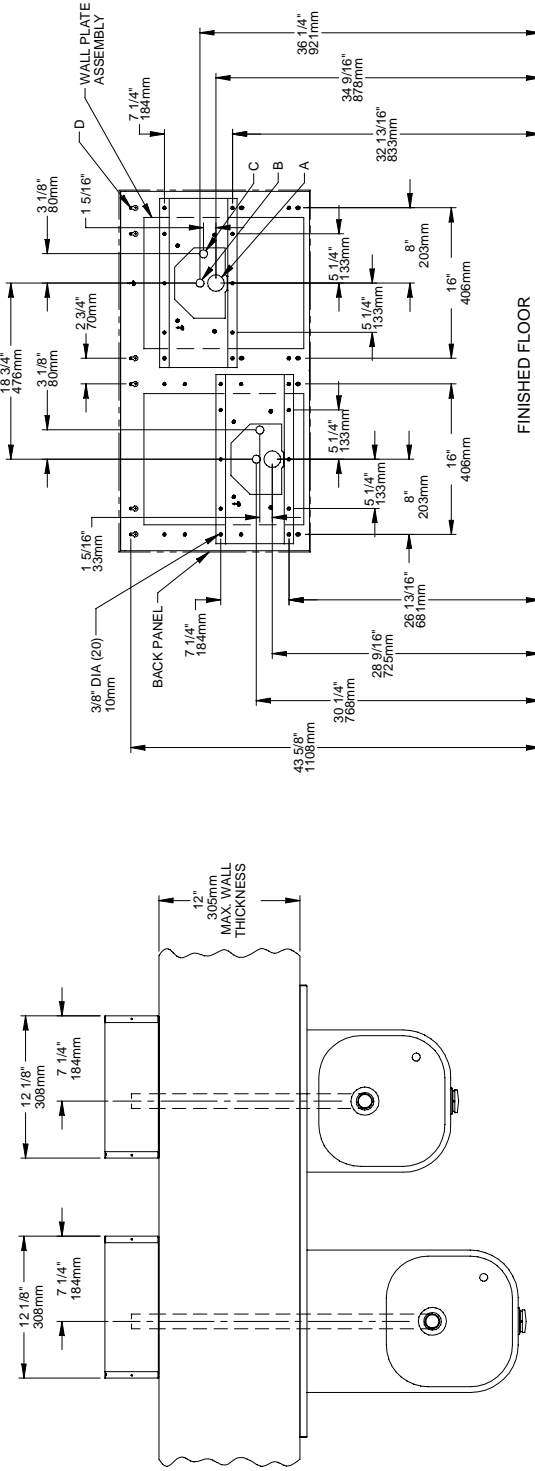 18 3/4"
476mm
3 1/8"
80mm
2 3/4"
70mm
3 1/8"
80mm
1 5/16"
D
WALL PLATE
ASSEMBLY
7 1/4"
184mm
1 5/16"
33mm
3/8" DIA (20)
10mm
BACK PANEL
7 1/4"
184mm
C
B
A
36 1/4"
921mm
34 9/16"
878mm
32 13/16"
833mm
5 1/4"
133mm
5 1/4"
133mm
8"
203mm
16"
406mm
5 1/4"
133mm
5 1/4"
133mm
8"
203mm
16"
406mm
26 13/16"
681mm
28 9/16"
725mm
30 1/4"
768mm
43 5/8"
1108mm
FINISHED FLOOR
12 1/8"
308mm
7 1/4"
184mm
12 1/8"
308mm
7 1/4"
184mm
12"
305mm
MAX. WALL
THICKNESS